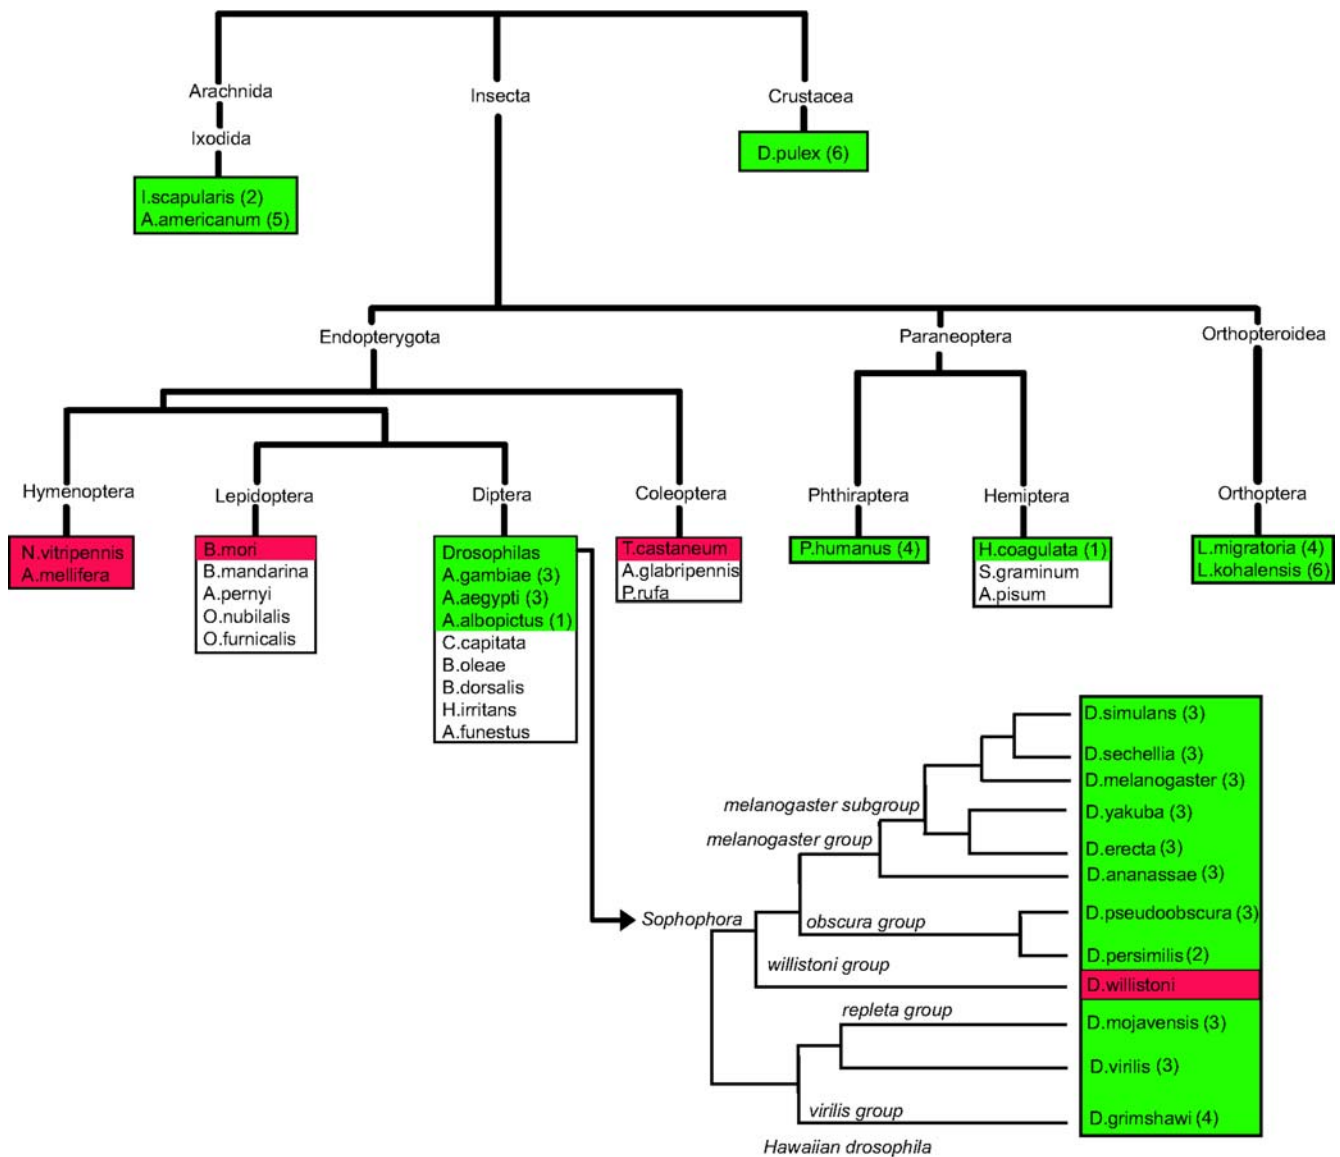 Arachnida
Insecta
Crustacea
Ixodida
D.pulex (6)
I.scapularis (2)
A.americanum (5)
Endopterygota
Paraneoptera
Orthopteroidea
Hymenoptera
Lepidoptera
Diptera
Coleoptera
Phthiraptera
Hemiptera
Orthoptera
N.vitripennis
A.mellifera
B.mori
B.mandarina
A.pernyi
O.nubilalis
O.furnicalis
Drosophilas
A.gambiae (3)
A.aegypti (3)
A.albopictus (1)
C.capitata
B.oleae
B.dorsalis
H.irritans
A.funestus
T.castaneum
A.glabripennis
P.rufa
P.humanus (4)
H.coagulata (1)
S.graminum
A.pisum
L.migratoria (4)
L.kohalensis (6)
D.simulans (3)
D.sechellia (3)
D.melanogaster (3)
melanogaster subgroup
D.yakuba (3)
melanogaster group
D.erecta (3)
D.ananassae (3)
Sophophora
obscura group
D.pseudoobscura (3)
D.persimilis (2)
willistoni group
D.willistoni
repleta group
D.mojavensis (3)
D.virilis (3)
virilis group
D.grimshawi (4)
Hawaiian drosophila